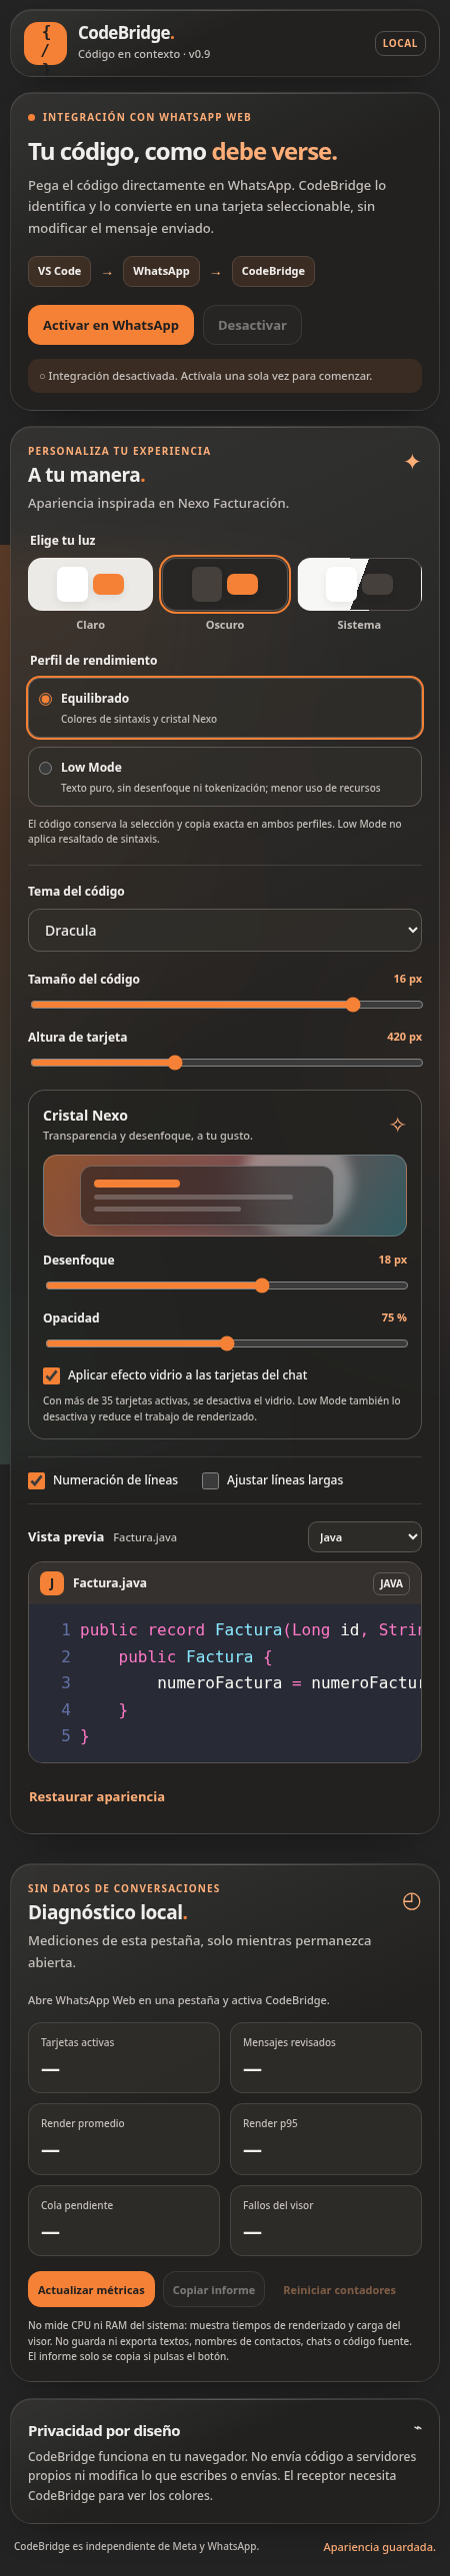 {
/
}
CodeBridge.
Código en contexto · v0.9
LOCAL
INTEGRACIÓN CON WHATSAPP WEB
Tu código, como debe verse.
Pega el código directamente en WhatsApp. CodeBridge lo
identifica y lo convierte en una tarjeta seleccionable, sin
modificar el mensaje enviado.
VS Code → WhatsApp → CodeBridge
Activar en WhatsApp
Desactivar
○ Integración desactivada. Actívala una sola vez para comenzar.
PERSONALIZA TU EXPERIENCIA
A tu manera.
Apariencia inspirada en Nexo Facturación.
Elige tu luz
Claro
Oscuro
Sistema
Perfil de rendimiento
Equilibrado
Colores de sintaxis y cristal Nexo
Low Mode
Texto puro, sin desenfoque ni tokenización; menor uso de recursos
El código conserva la selección y copia exacta en ambos perfiles. Low Mode no
aplica resaltado de sintaxis.
Tema del código
Dracula
Tamaño del código 16 px
Altura de tarjeta 420 px
Cristal Nexo
Transparencia y desenfoque, a tu gusto.
Desenfoque 18 px
Opacidad 75 %
Aplicar efecto vidrio a las tarjetas del chat
Con más de 35 tarjetas activas, se desactiva el vidrio. Low Mode también lo
desactiva y reduce el trabajo de renderizado.
Numeración de líneas
Ajustar líneas largas
Vista previa Factura.java
Java
J Factura.java JAVA
1 public record Factura(Long id, Strin
2     public Factura {
3         numeroFactura = numeroFactur
4     }
5 }
Restaurar apariencia
SIN DATOS DE CONVERSACIONES
Diagnóstico local.
Mediciones de esta pestaña, solo mientras permanezca
abierta.
Abre WhatsApp Web en una pestaña y activa CodeBridge.
Tarjetas activas
—
Mensajes revisados
—
Render promedio
—
Render p95
—
Cola pendiente
—
Fallos del visor
—
Actualizar métricas
Copiar informe
Reiniciar contadores
No mide CPU ni RAM del sistema: muestra tiempos de renderizado y carga del
visor. No guarda ni exporta textos, nombres de contactos, chats o código fuente.
El informe solo se copia si pulsas el botón.
Privacidad por diseño
CodeBridge funciona en tu navegador. No envía código a servidores
propios ni modifica lo que escribes o envías. El receptor necesita
CodeBridge para ver los colores.
CodeBridge es independiente de Meta y WhatsApp.
Apariencia guardada.